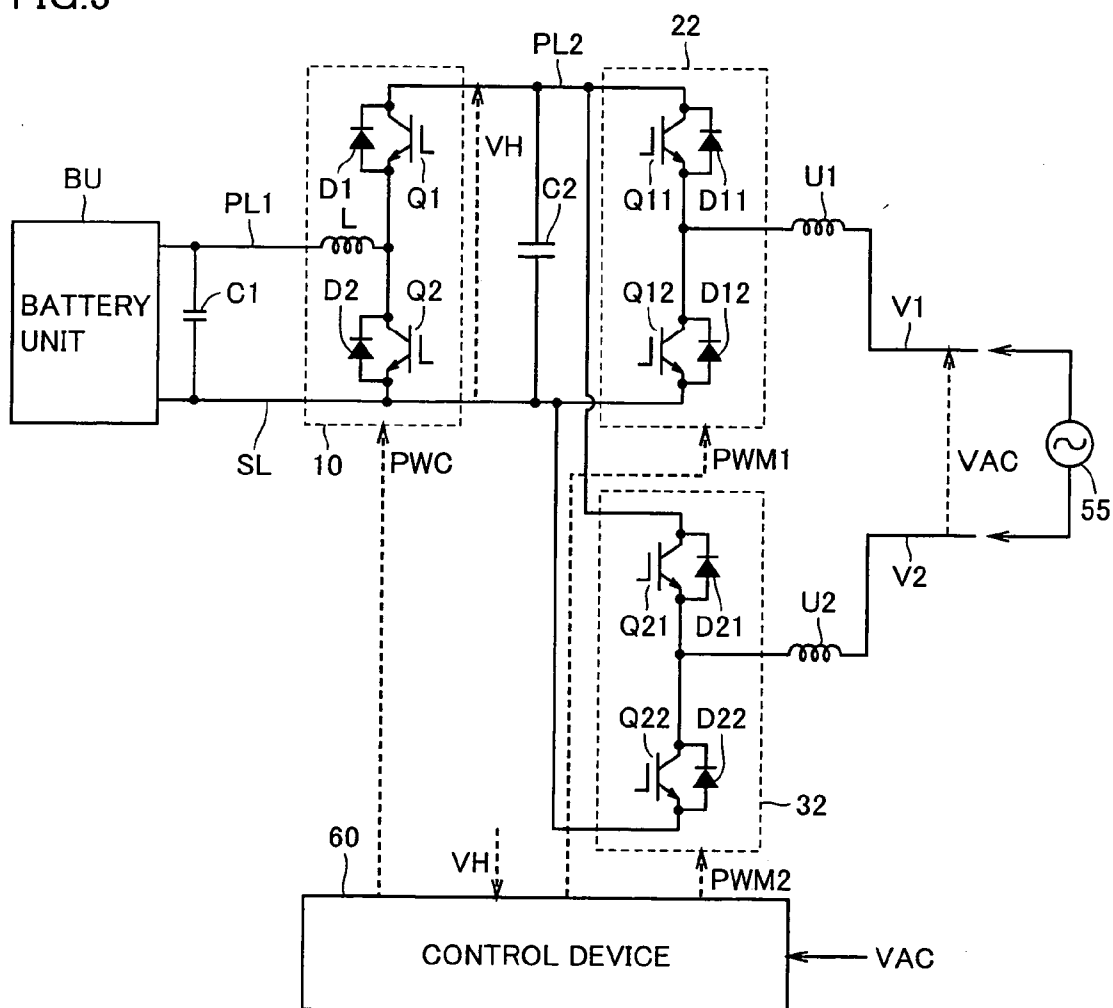 FIG.3
PL2
22
VH
D1
Q1
C2
Q11
D11
U1
BU
PL1
L
BATTERY
UNIT
C1
D2
Q2
Q12
D12
V1
SL
10
PWC
PWM1
VAC
55
V2
Q21
D21
U2
Q22
D22
32
60
VH
PWM2
CONTROL DEVICE
VAC